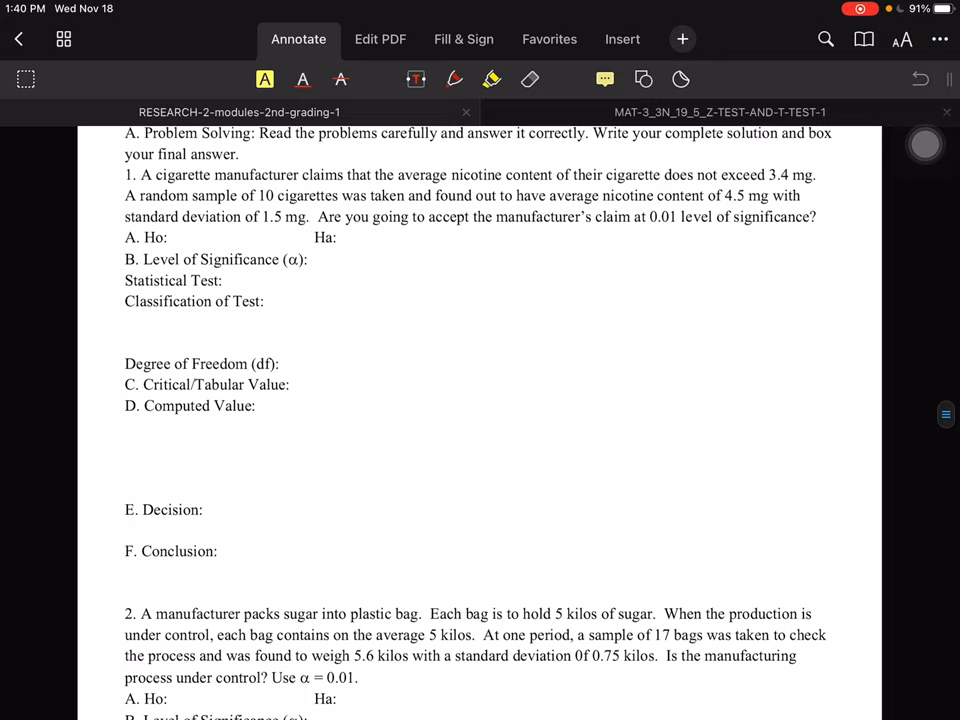 1:40 PM Wed Nov 18
91%
Annotate Edit PDF Fill & Sign Favorites Insert
AA
A A A T
RESEARCH-2-modules-2nd-grading-1 MAT-3_3N_19_5_Z-TEST-AND-T-TEST-1
A. Problem Solving: Read the problems carefully and answer it correctly. Write your complete solution and box
your final answer.
1. A cigarette manufacturer claims that the average nicotine content of their cigarette does not exceed 3.4 mg.
A random sample of 10 cigarettes was taken and found out to have average nicotine content of 4.5 mg with
standard deviation of 1.5 mg. Are you going to accept the manufacturer's claim at 0.01 level of significance?
A. Ho: Ha:
B. Level of Significance (α):
Statistical Test:
Classification of Test:
Degree of Freedom (df):
C. Critical/Tabular Value:
D. Computed Value:
E. Decision:
F. Conclusion:
2. A manufacturer packs sugar into plastic bag. Each bag is to hold 5 kilos of sugar. When the production is
under control, each bag contains on the average 5 kilos. At one period, a sample of 17 bags was taken to check
the process and was found to weigh 5.6 kilos with a standard deviation 0f 0.75 kilos. Is the manufacturing
process under control? Use α = 0.01.
A. Ho: Ha:
B. Level of Significance (α):